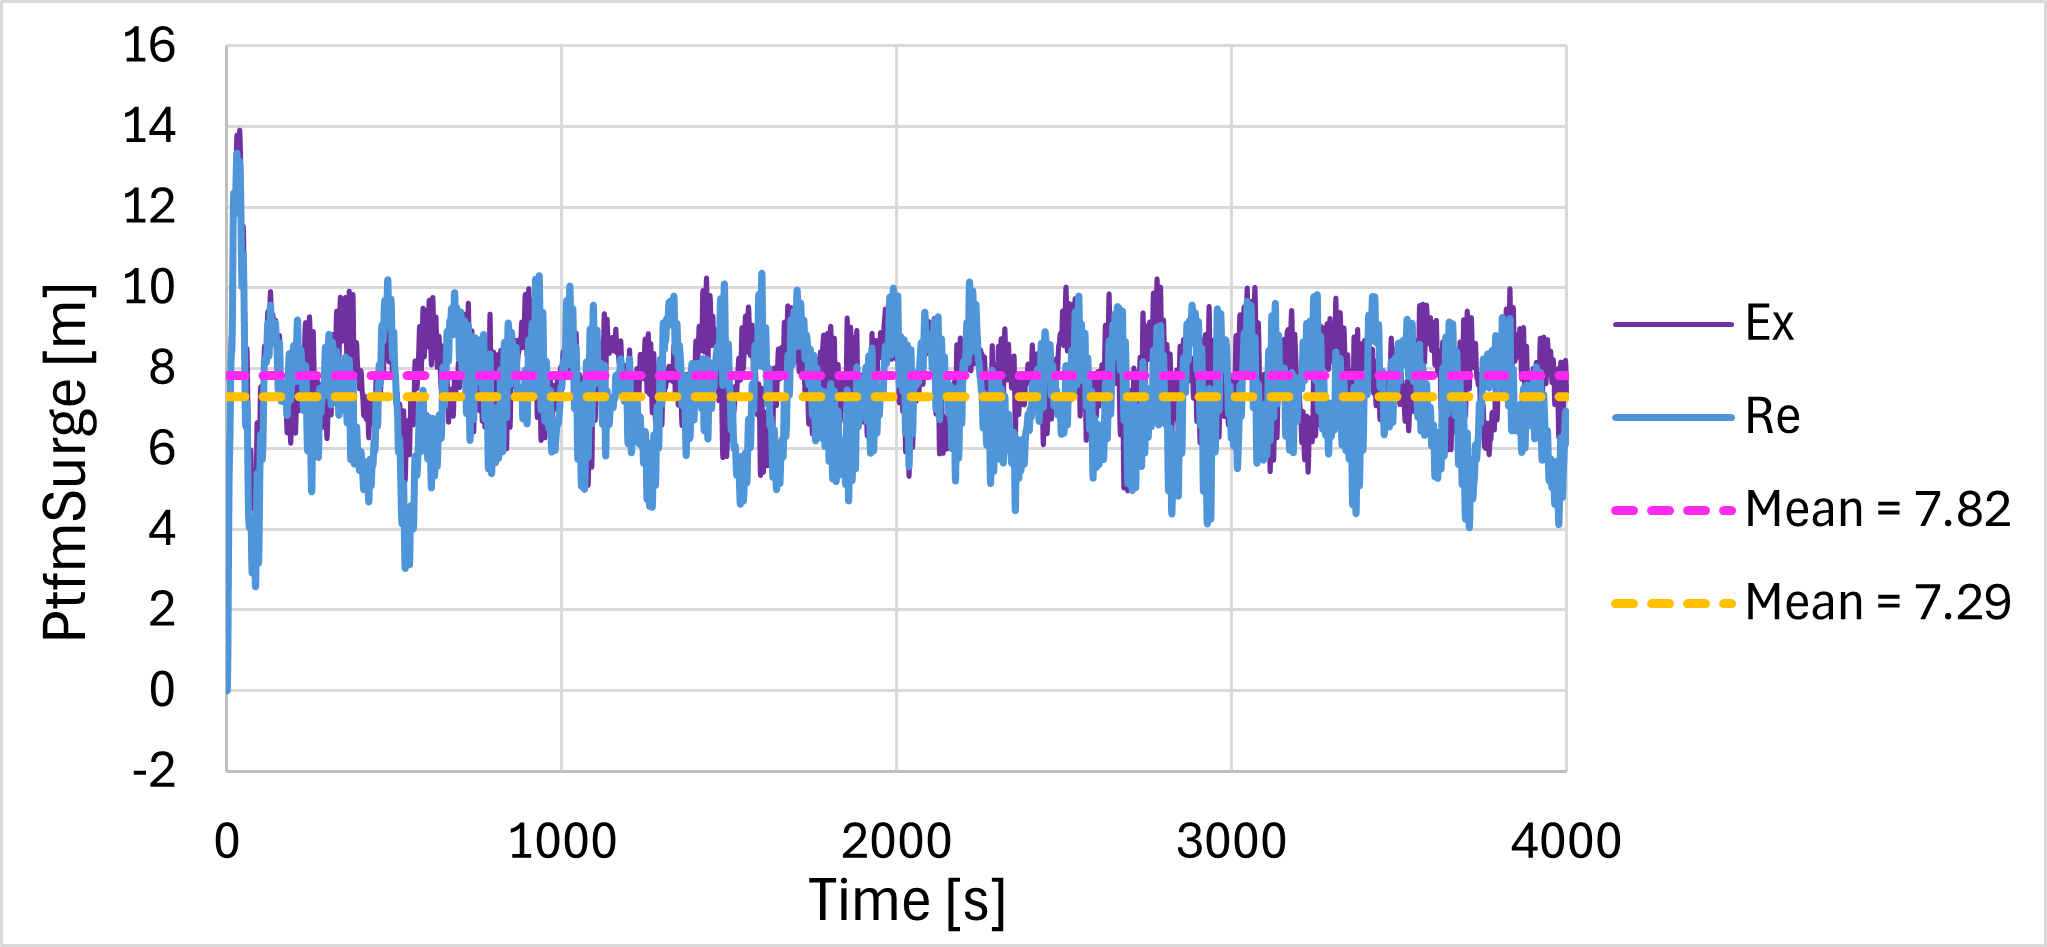 16
14
12
10
8
6
4
2
0
-2
PtfmSurge [m]
0 1000 2000 3000 4000
Time [s]
Ex
Re
Mean = 7.82
Mean = 7.29